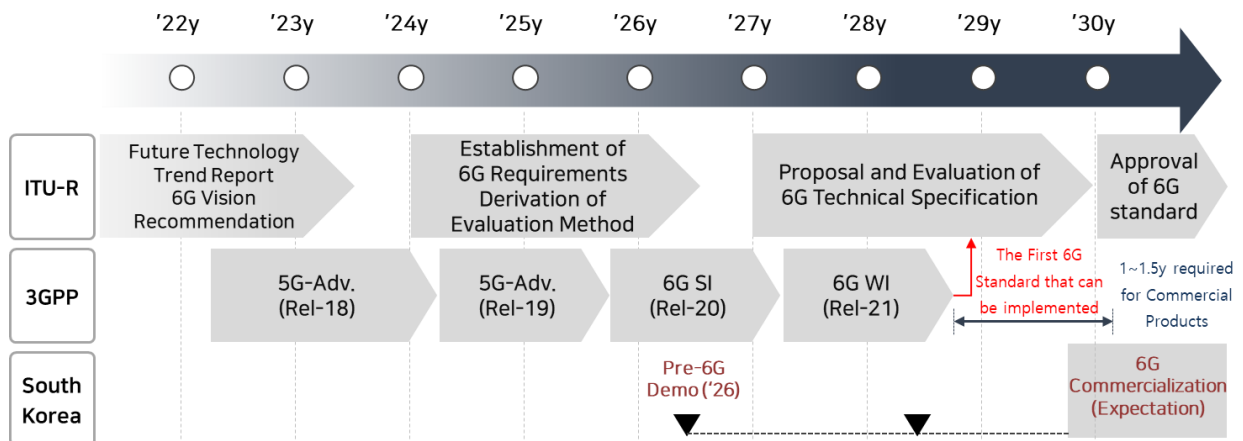 ’22y ’23y ’24y ’25y ’26y ’27y ’28y ’29y ’30y
ITU-R
Future Technology
Trend Report
6G Vision
Recommendation
Establishment of
6G Requirements
Derivation of
Evaluation Method
Proposal and Evaluation of
6G Technical Specification
Approval
of 6G
standard
3GPP
5G-Adv.
(Rel-18)
5G-Adv.
(Rel-19)
6G SI
(Rel-20)
6G WI
(Rel-21)
The First 6G
Standard that can
be implemented
1~1.5y required
for Commercial
Products
South
Korea
Pre-6G
Demo (‘26)
6G
Commercialization
(Expectation)